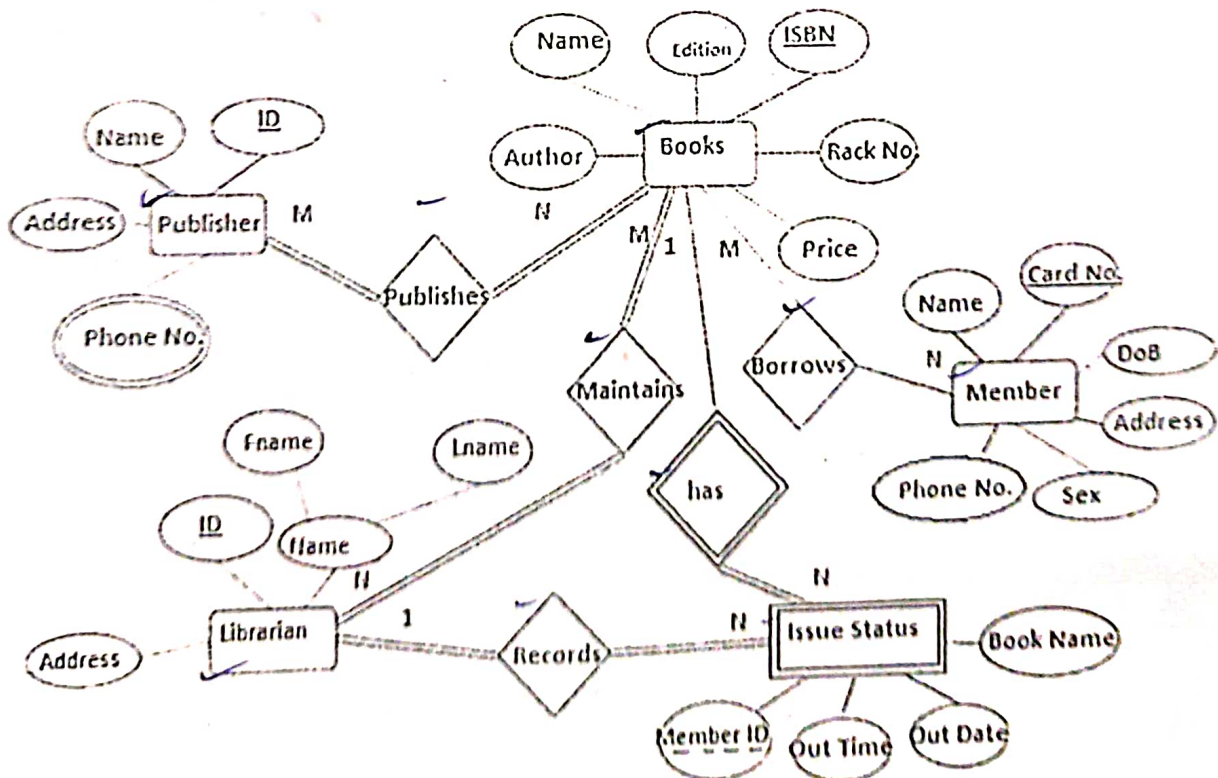 Name
Edition
ISBN
Name
ID
Author
Books
Rack No.
Address
Publisher
M
N
M
1
M
Price
Publishes
Phone No.
Name
Card No.
DoB
Borrows
N
Member
Maintains
Address
Fname
Lname
Phone No.
Sex
has
ID
Name
N
N
Librarian
1
Records
N
Issue Status
Book Name
Address
Member ID
Out Time
Out Date